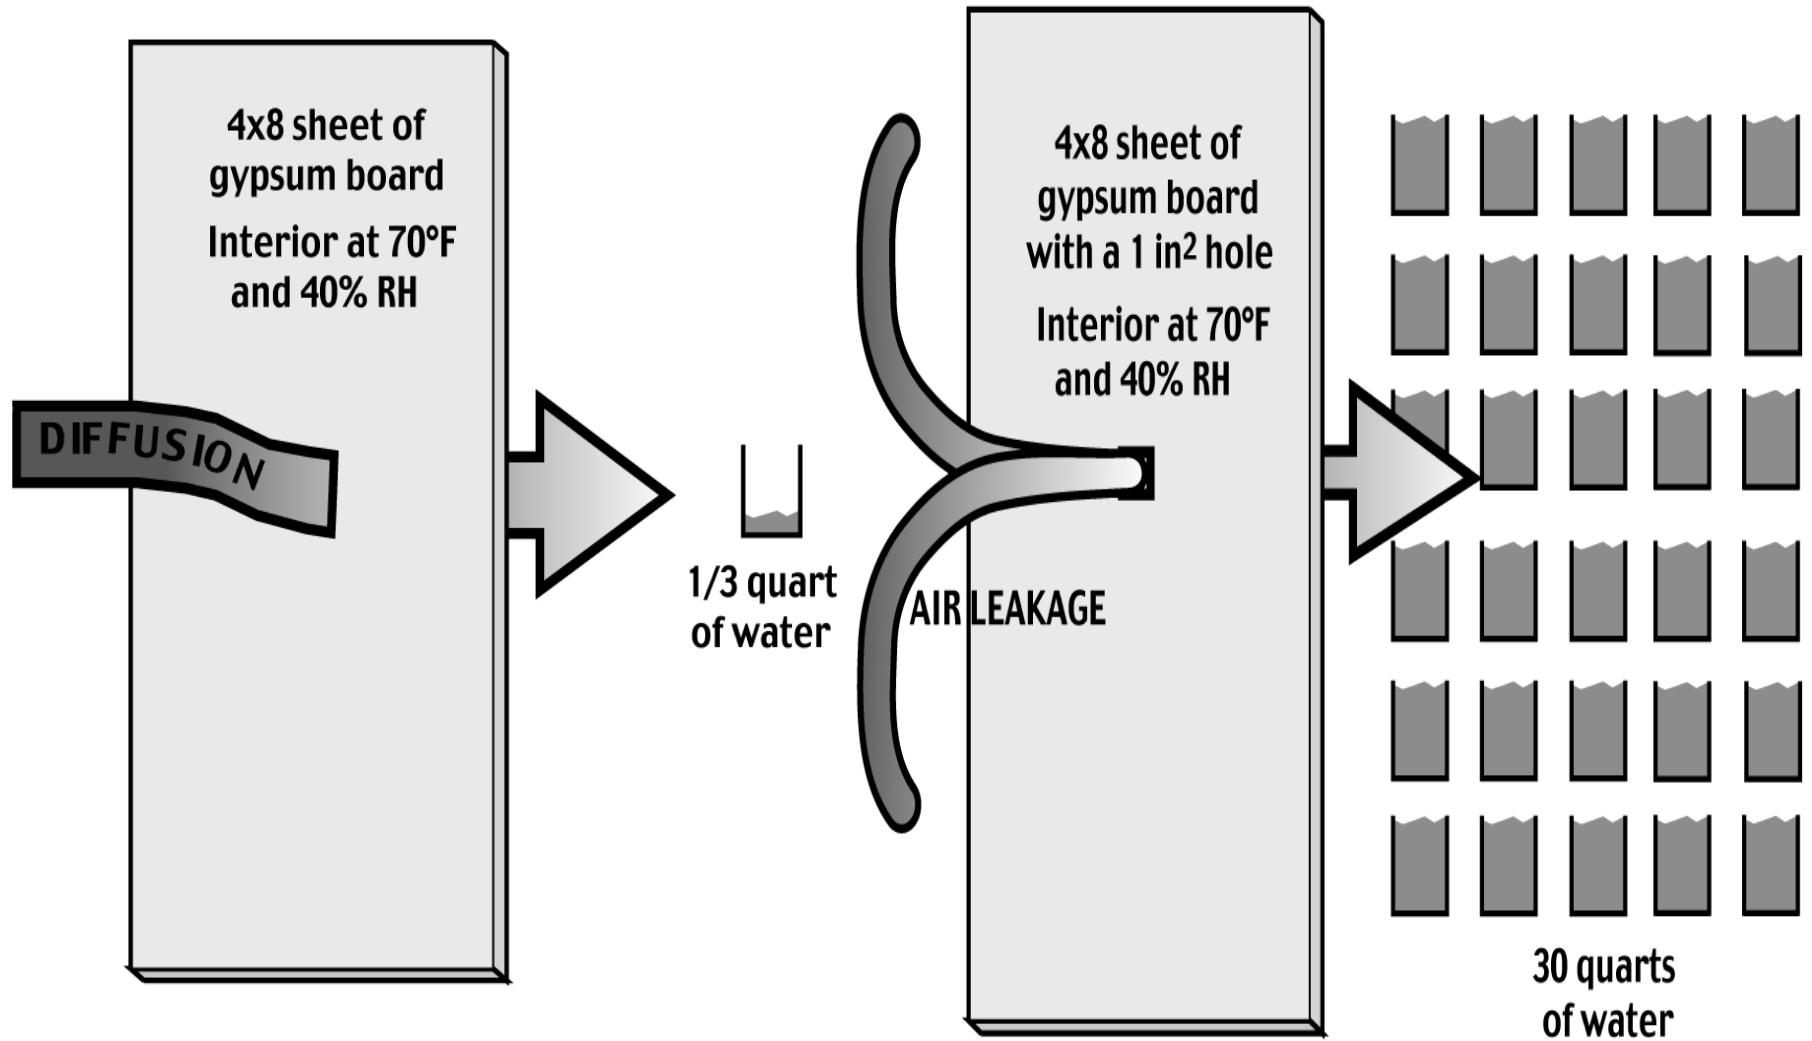 4x8 sheet of
gypsum board
Interior at 70°F
and 40% RH
DIFFUSION
1/3 quart
of water
4x8 sheet of
gypsum board
with a 1 in² hole
Interior at 70°F
and 40% RH
AIR LEAKAGE
30 quarts
of water